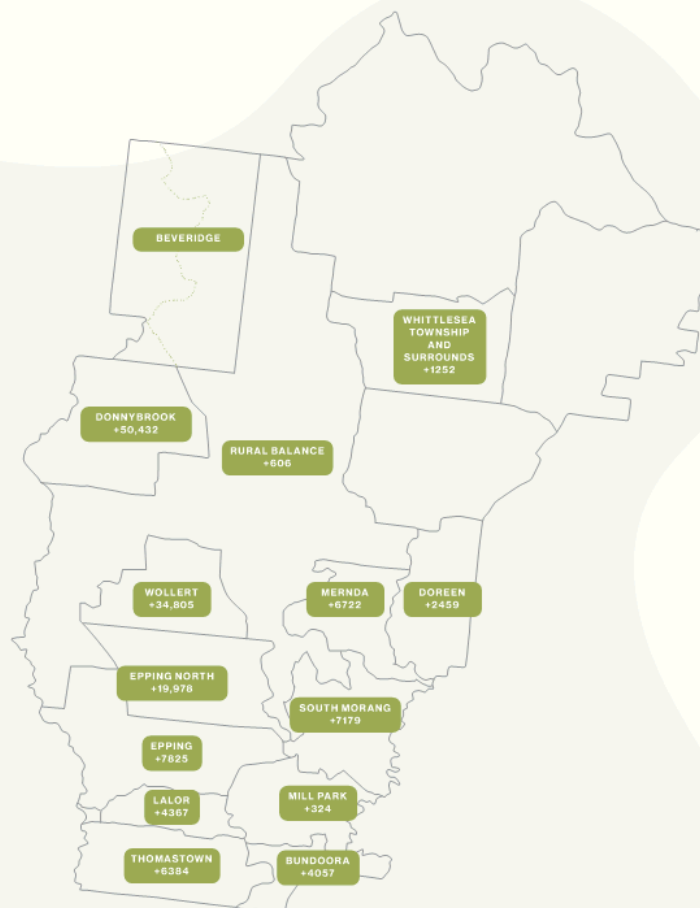 BEVERIDGE
WHITTLESEA
TOWNSHIP
AND
SURROUNDS
+1252
DONNYBROOK
+50,432
RURAL BALANCE
+606
WOLLERT
+34,805
MERNDA
+6722
DOREEN
+2459
EPPING NORTH
+19,978
SOUTH MORANG
+7179
EPPING
+7825
LALOR
+4367
MILL PARK
+324
THOMASTOWN
+6384
BUNDOORA
+4057